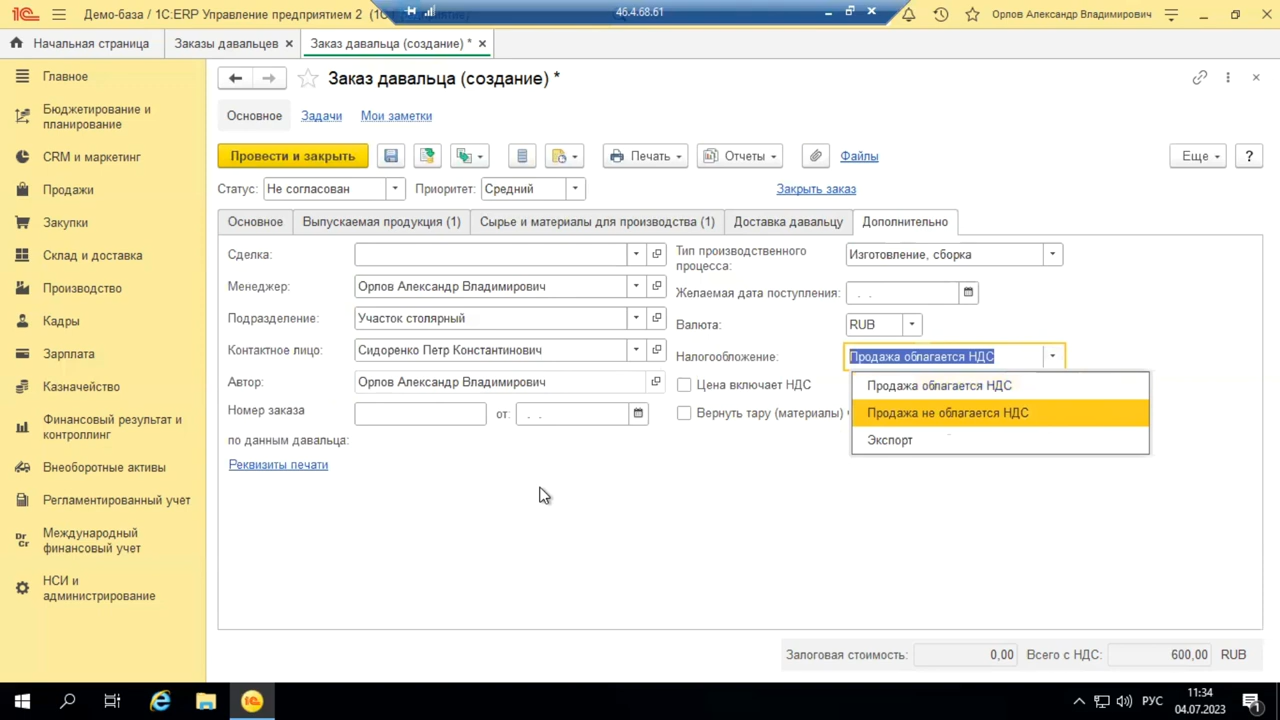 Демо-база / 1С:ERP Управление предприятием 2 (1С:Предприятие)
46.4.68.61
Орлов Александр Владимирович
Начальная страница
Заказы давальцев
Заказ давальца (создание) *
Главное
Бюджетирование и
планирование
CRM и маркетинг
Продажи
Закупки
Склад и доставка
Производство
Кадры
Зарплата
Казначейство
Финансовый результат и
контроллинг
Внеоборотные активы
Регламентированный учет
Международный
финансовый учет
НСИ и
администрирование
Заказ давальца (создание) *
Основное Задачи Мои заметки
Провести и закрыть Печать Отчеты Файлы Еще ?
Статус: Не согласован Приоритет: Средний Закрыть заказ
Основное Выпускаемая продукция (1) Сырье и материалы для производства (1) Доставка давальцу Дополнительно
Сделка:
Менеджер: Орлов Александр Владимирович
Подразделение: Участок столярный
Контактное лицо: Сидоренко Петр Константинович
Автор: Орлов Александр Владимирович
Номер заказа от: . .
по данным давальца:
Реквизиты печати
Тип производственного
процесса:
Изготовление, сборка
Желаемая дата поступления: . .
Валюта: RUB
Налогообложение: Продажа облагается НДС
Цена включает НДС
Вернуть тару (материалы)
Продажа облагается НДС
Продажа не облагается НДС
Экспорт
Залоговая стоимость: 0,00 Всего с НДС: 600,00 RUB
РУС
11:34
04.07.2023
1